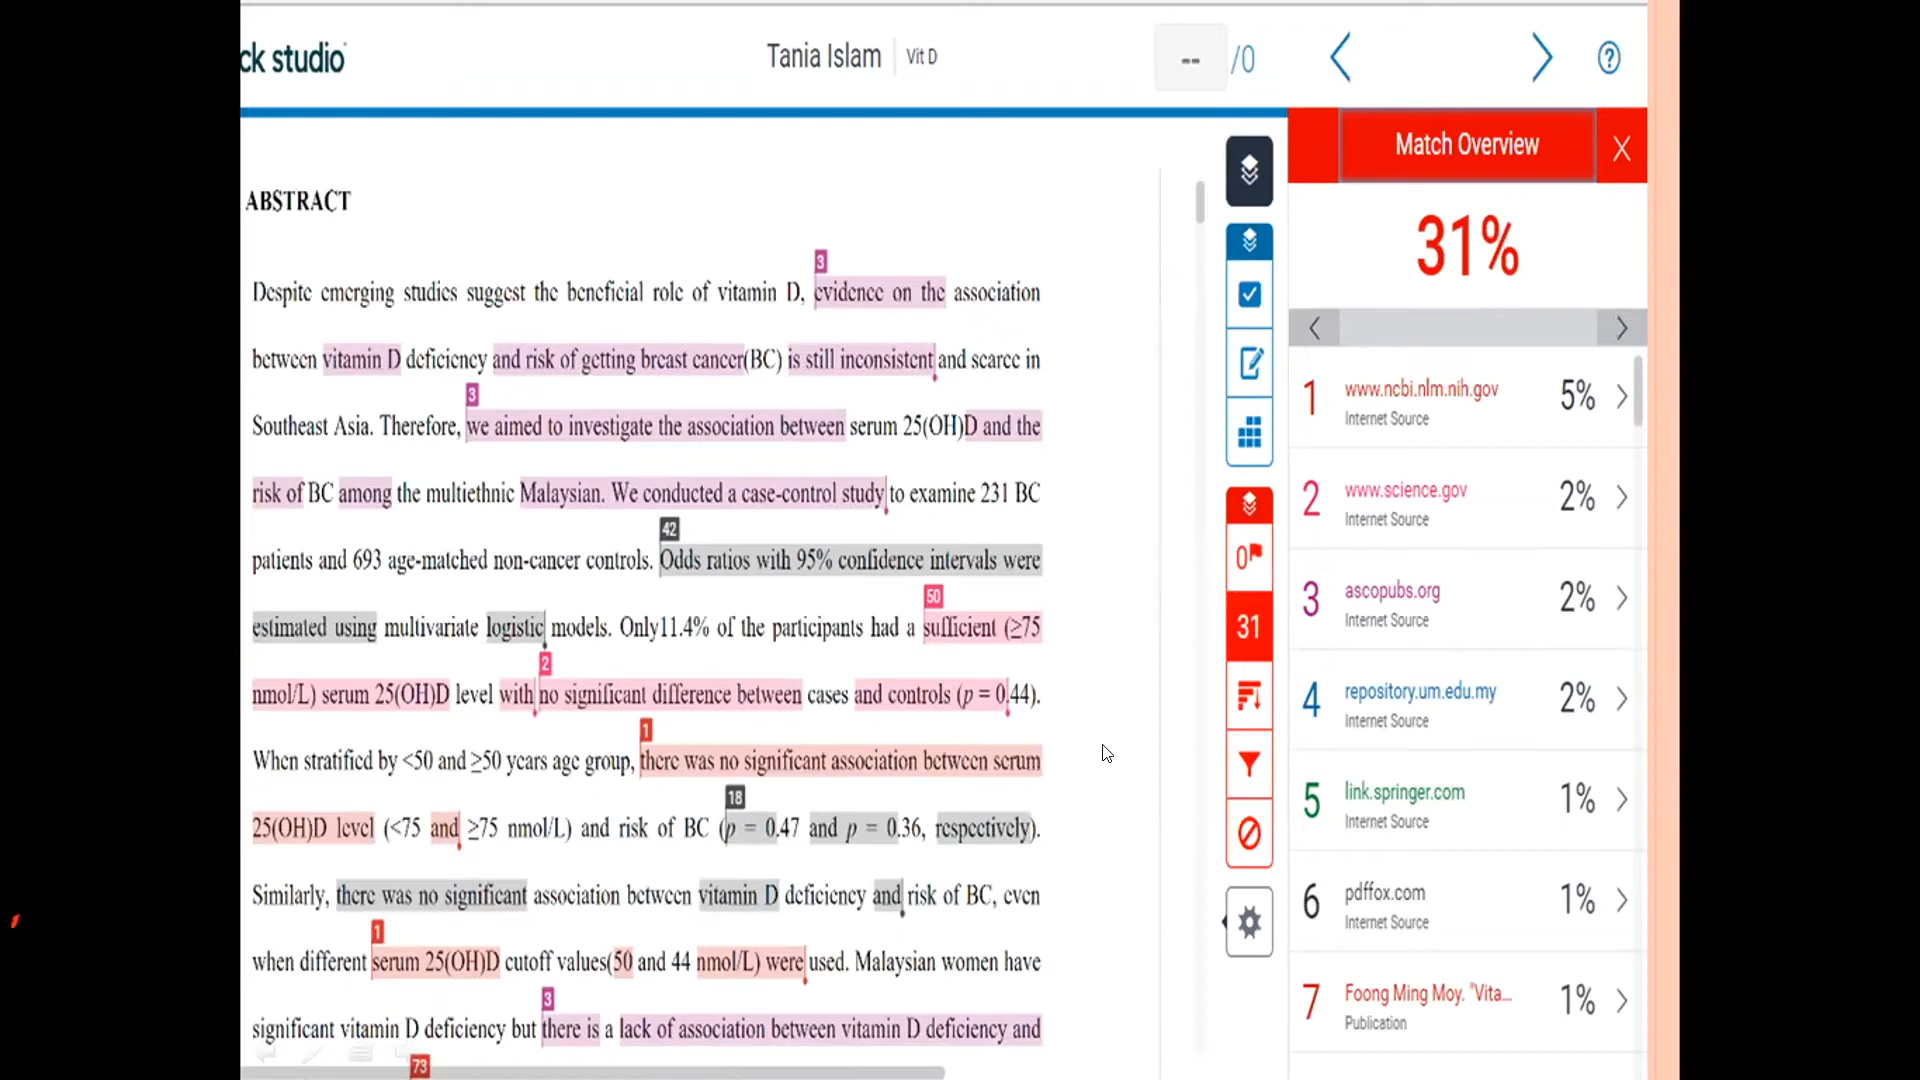 ck studio
Tania Islam
Vit D
--
/0
?
Match Overview
X
31%
ABSTRACT
3
Despite emerging studies suggest the beneficial role of vitamin D, evidence on the association
between vitamin D deficiency and risk of getting breast cancer(BC) is still inconsistent and scarce in
3
Southeast Asia. Therefore, we aimed to investigate the association between serum 25(OH)D and the
risk of BC among the multiethnic Malaysian. We conducted a case-control study to examine 231 BC
42
patients and 693 age-matched non-cancer controls. Odds ratios with 95% confidence intervals were
50
estimated using multivariate logistic models. Only11.4% of the participants had a sufficient (≥75
2
nmol/L) serum 25(OH)D level with no significant difference between cases and controls (p = 0.44).
1
When stratified by <50 and ≥50 years age group, there was no significant association between serum
18
25(OH)D level (<75 and ≥75 nmol/L) and risk of BC (p = 0.47 and p = 0.36, respectively).
Similarly, there was no significant association between vitamin D deficiency and risk of BC, even
1
when different serum 25(OH)D cutoff values(50 and 44 nmol/L) were used. Malaysian women have
3
significant vitamin D deficiency but there is a lack of association between vitamin D deficiency and
73
0
31
1 www.ncbi.nlm.nih.gov 5%
Internet Source
2 www.science.gov 2%
Internet Source
3 ascopubs.org 2%
Internet Source
4 repository.um.edu.my 2%
Internet Source
5 link.springer.com 1%
Internet Source
6 pdffox.com 1%
Internet Source
7 Foong Ming Moy. "Vita... 1%
Publication